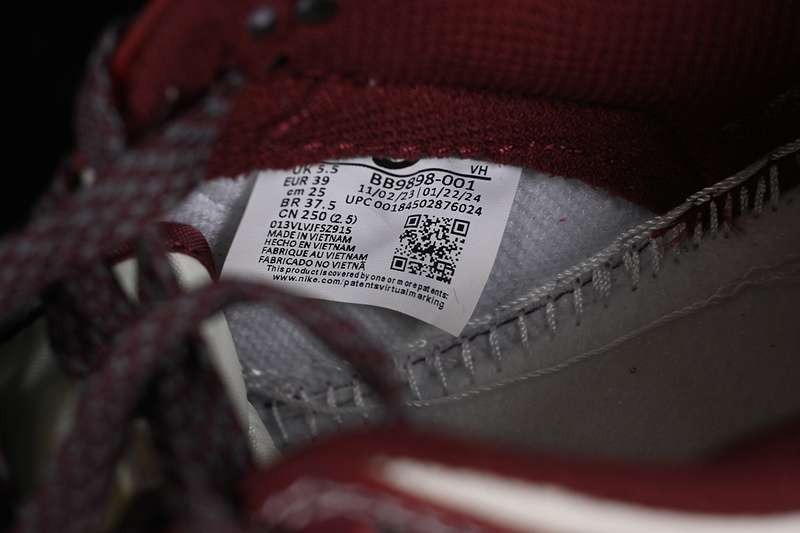 UK 5.5
EUR 39
cm 25
BR 37.5
CN 250 (2.5)
013VLVJFSZ915
MADE IN VIETNAM
HECHO EN VIETNAM
FABRIQUE AU VIETNAM
FABRICADO NO VIETNÃ
This product is covered by one or more patents:
www.nike.com/patentsvirtualmarking
VH
BB9898-001
11/02/23 | 01/22/24
UPC 00184502876024